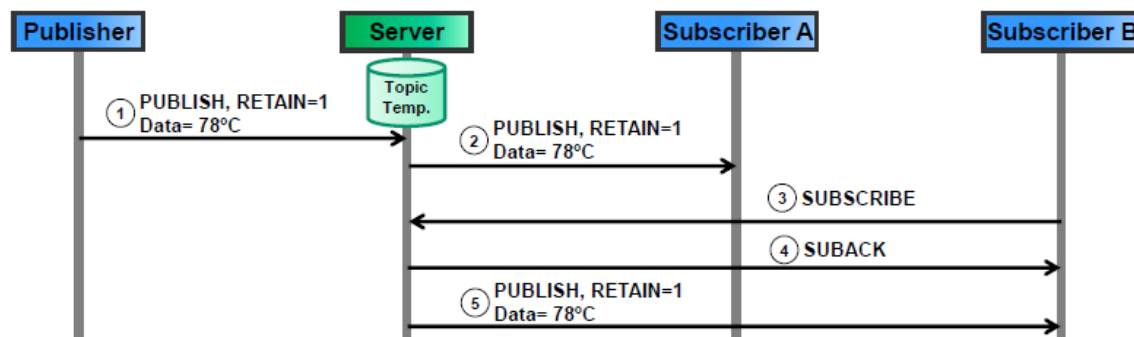 Publisher
Server
Subscriber A
Subscriber B
Topic
Temp.
1 PUBLISH, RETAIN=1
Data= 78ºC
2 PUBLISH, RETAIN=1
Data= 78ºC
3 SUBSCRIBE
4 SUBACK
5 PUBLISH, RETAIN=1
Data= 78ºC